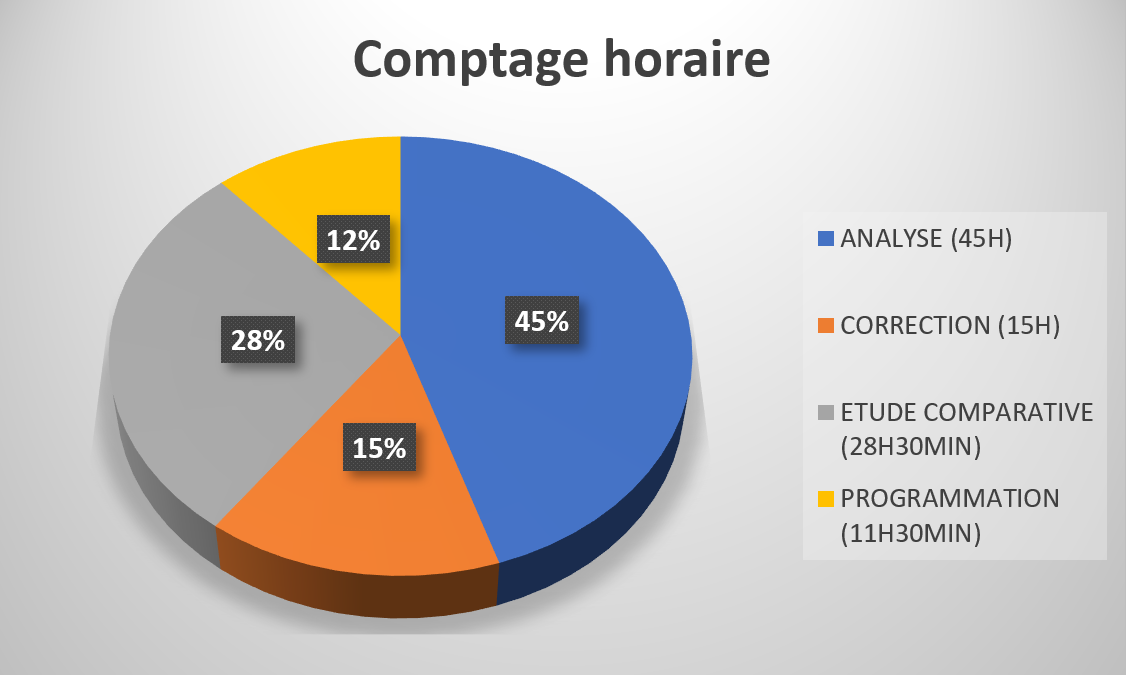 Comptage horaire
12%
45%
28%
15%
ANALYSE (45H)
CORRECTION (15H)
ETUDE COMPARATIVE
(28H30MIN)
PROGRAMMATION
(11H30MIN)